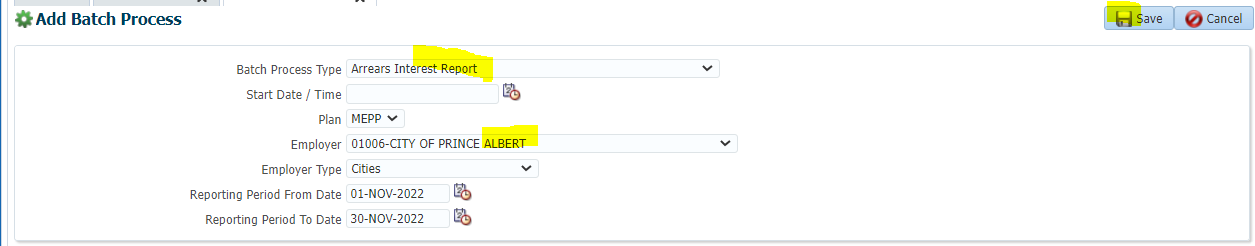 Add Batch Process
Save Cancel
Batch Process Type Arrears Interest Report
Start Date / Time
Plan MEPP
Employer 01006-CITY OF PRINCE ALBERT
Employer Type Cities
Reporting Period From Date 01-NOV-2022
Reporting Period To Date 30-NOV-2022